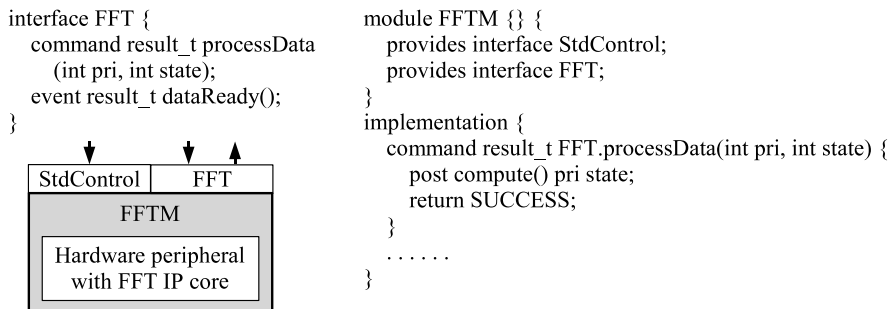 interface FFT {
command result_t processData
(int pri, int state);
event result_t dataReady();
}
StdControl FFT
FFTM
Hardware peripheral
with FFT IP core
module FFTM {} {
provides interface StdControl;
provides interface FFT;
}
implementation {
command result_t FFT.processData(int pri, int state) {
post compute() pri state;
return SUCCESS;
}
. . . . . .
}